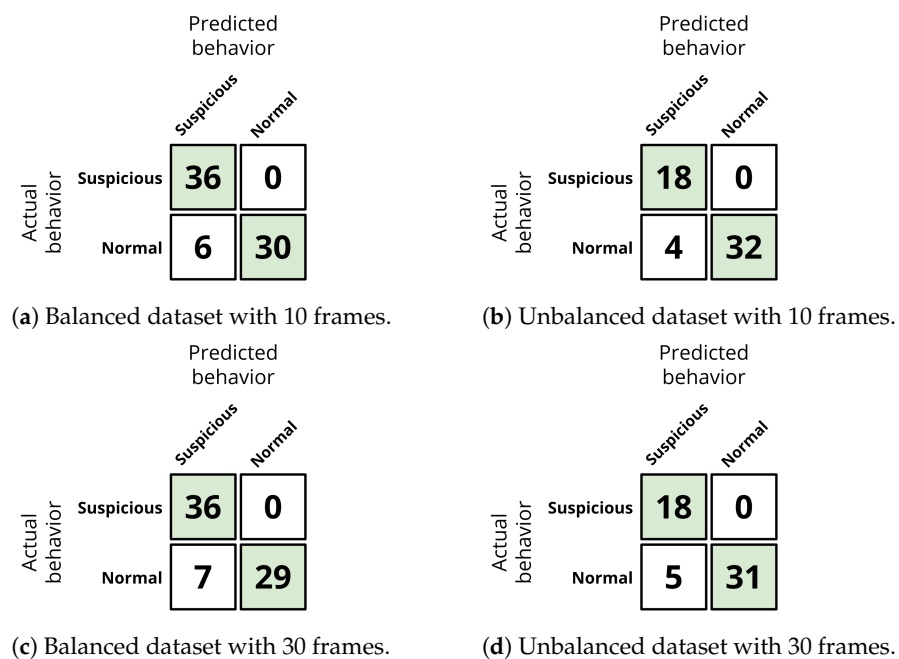 Predicted
behavior
Suspicious
Normal
Actual
behavior
Suspicious
36
0
Normal
6
30
(a) Balanced dataset with 10 frames.
Predicted
behavior
Suspicious
Normal
Actual
behavior
Suspicious
18
0
Normal
4
32
(b) Unbalanced dataset with 10 frames.
Predicted
behavior
Suspicious
Normal
Actual
behavior
Suspicious
36
0
Normal
7
29
(c) Balanced dataset with 30 frames.
Predicted
behavior
Suspicious
Normal
Actual
behavior
Suspicious
18
0
Normal
5
31
(d) Unbalanced dataset with 30 frames.